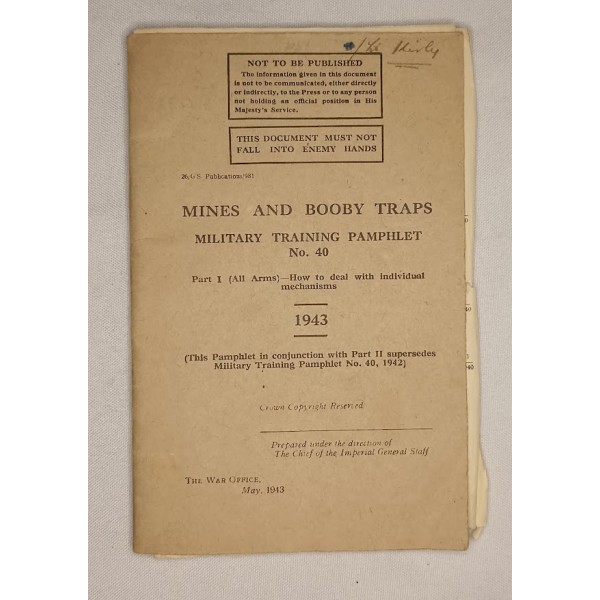 NOT TO BE PUBLISHED
The information given in this document
is not to be communicated, either directly
or indirectly, to the Press or to any person
not holding an official position in His
Majesty's Service.
THIS DOCUMENT MUST NOT
FALL INTO ENEMY HANDS
26/G.S. Publications/981
MINES AND BOOBY TRAPS
MILITARY TRAINING PAMPHLET
No. 40
Part I (All Arms)—How to deal with individual
mechanisms
1943
(This Pamphlet in conjunction with Part II supersedes
Military Training Pamphlet No. 40, 1942)
Crown Copyright Reserved
Prepared under the direction of
The Chief of the Imperial General Staff
THE WAR OFFICE,
May, 1943